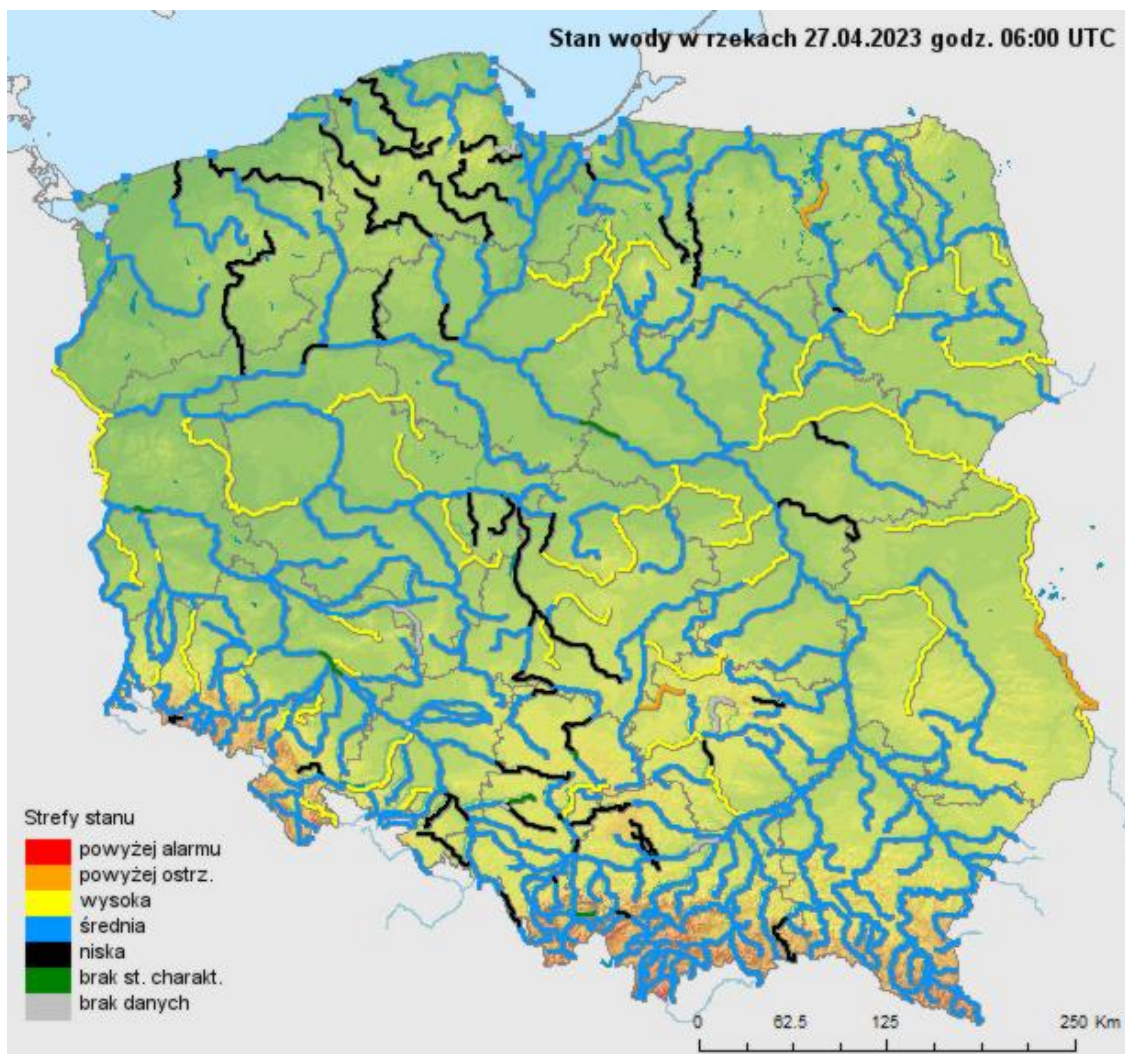 Stan wody w rzekach 27.04.2023 godz. 06:00 UTC
Strefy stanu
powyżej alarmu
powyżej ostrz.
wysoka
średnia
niska
brak st. charakt.
brak danych
0 62.5 125 250 Km